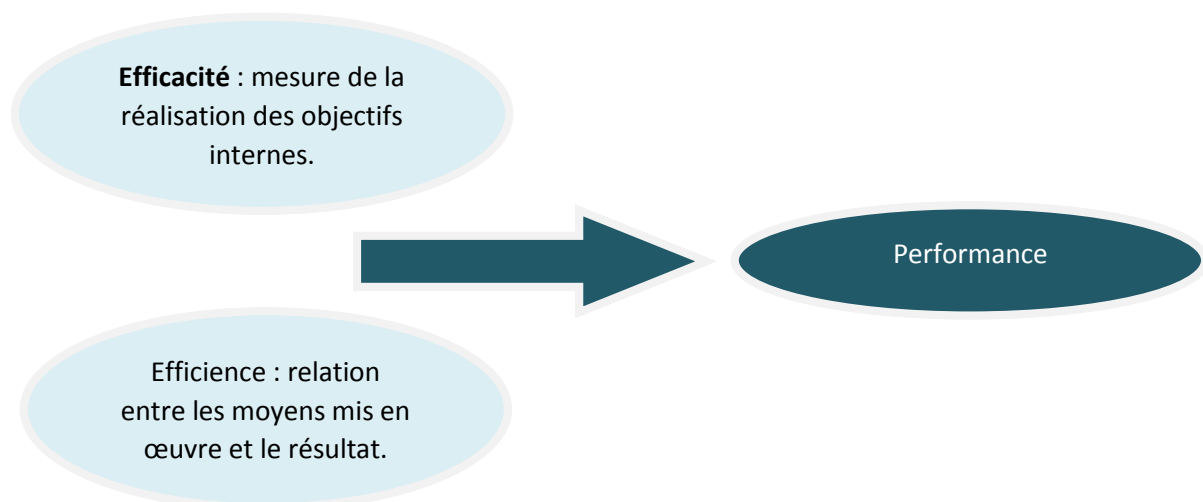 Efficacité : mesure de la
réalisation des objectifs
internes.
Performance
Efficience : relation
entre les moyens mis en
œuvre et le résultat.